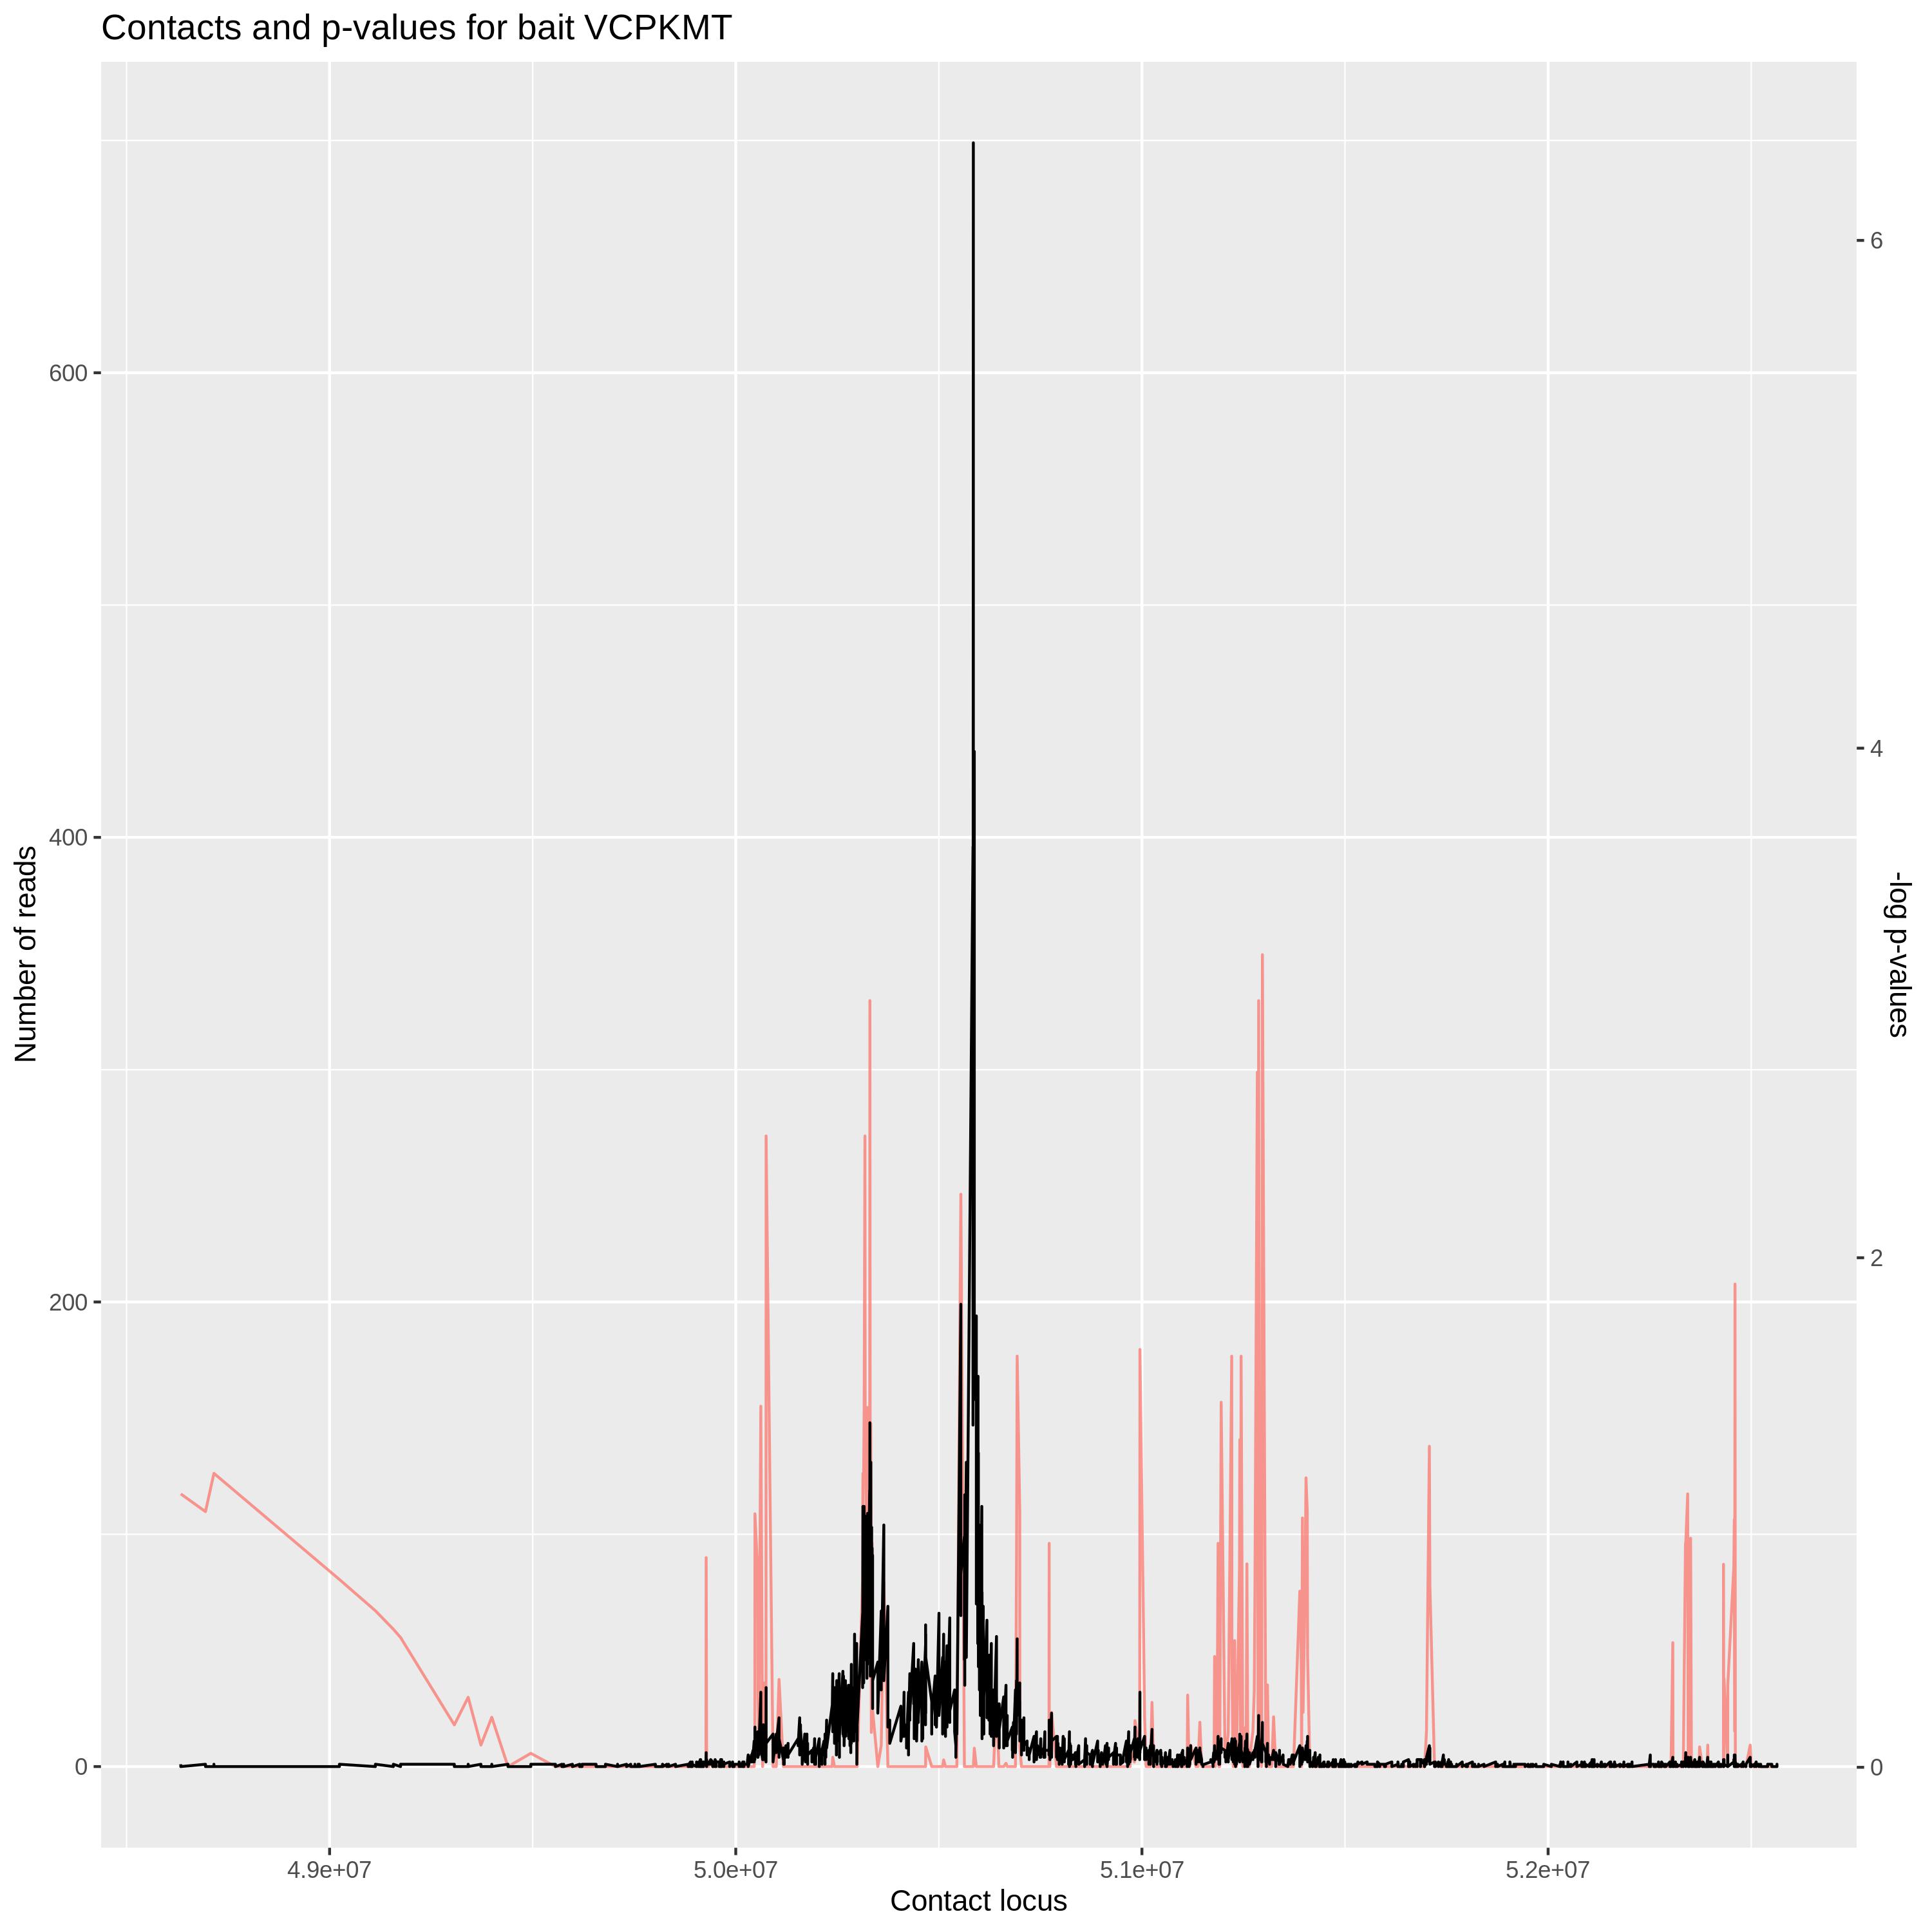 Contacts and p-values for bait VCPKMT
Number of reads
600
400
200
0
6
4
2
0
-log p-values
4.9e+07
5.0e+07
5.1e+07
5.2e+07
Contact locus